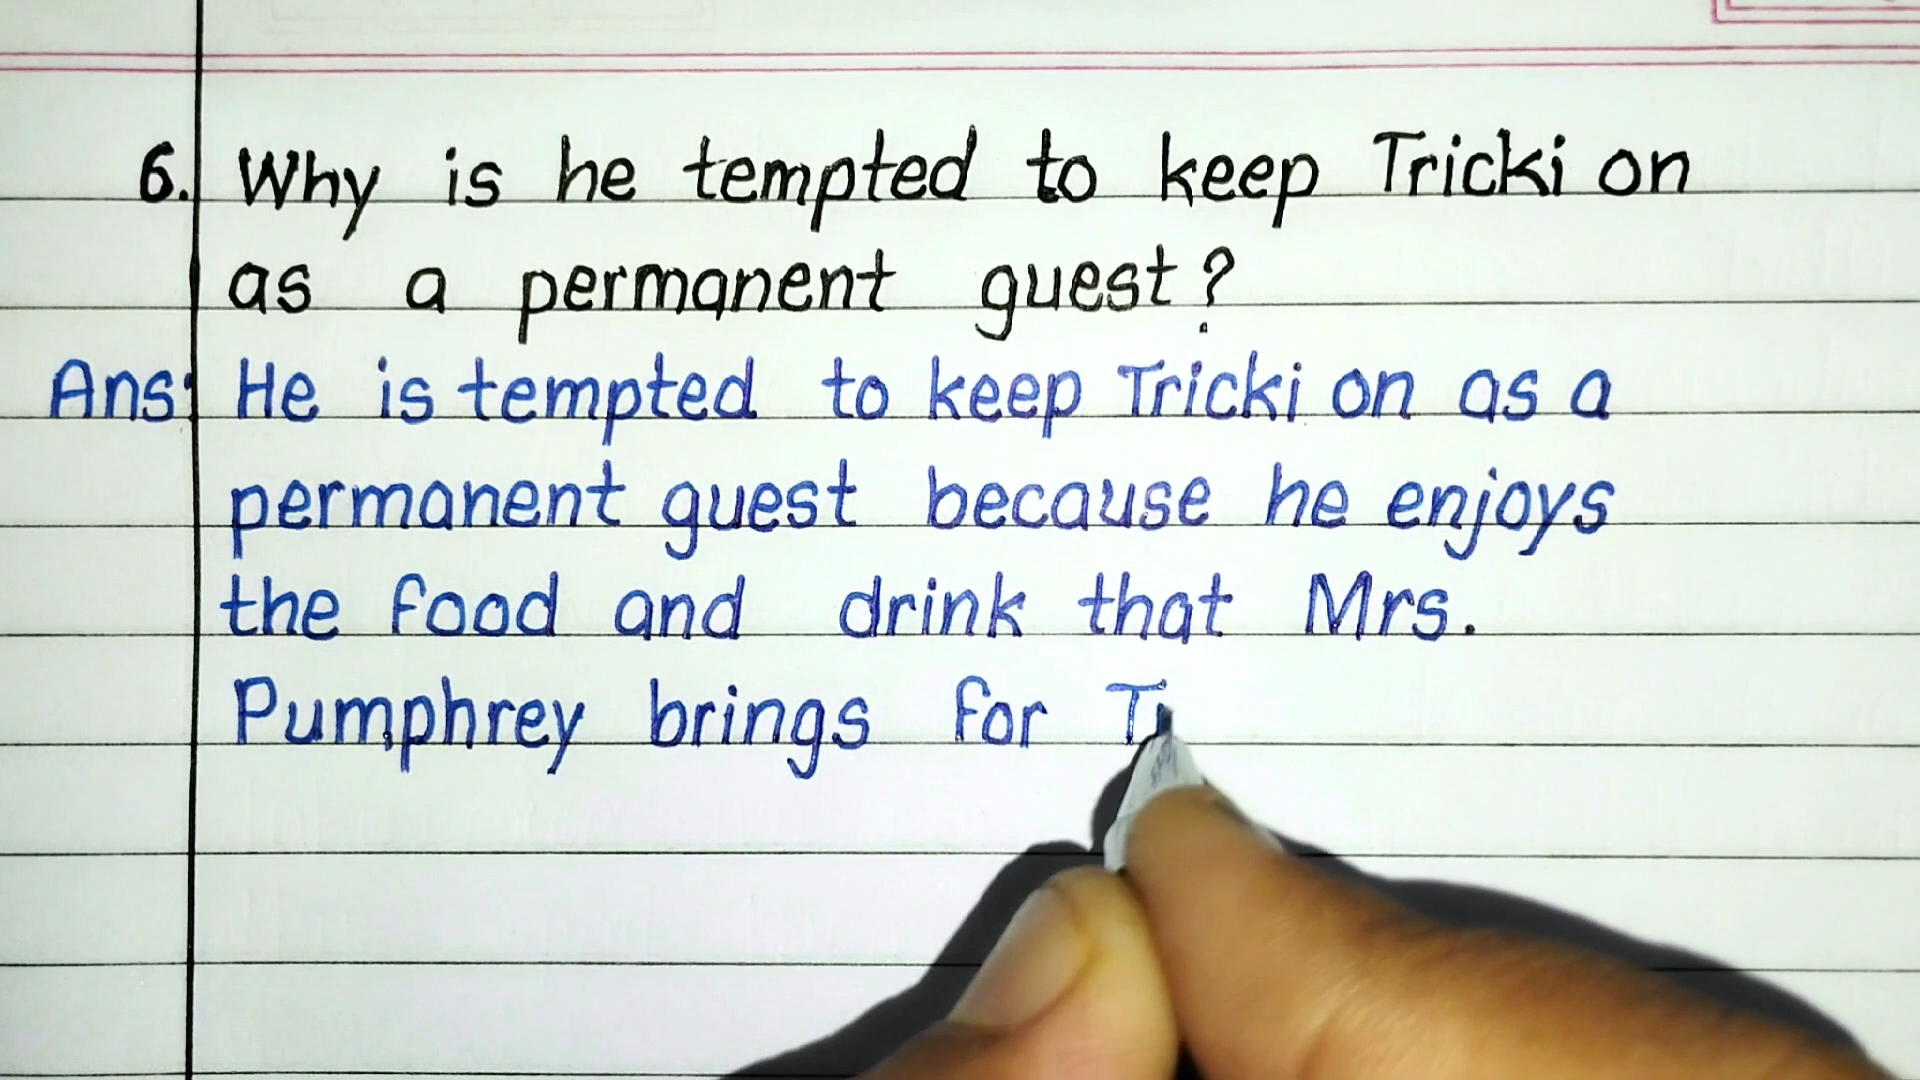 6. Why is he tempted to keep Tricki on
as a permanent guest?
Ans: He is tempted to keep Tricki on as a
permanent guest because he enjoys
the food and drink that Mrs.
Pumphrey brings for